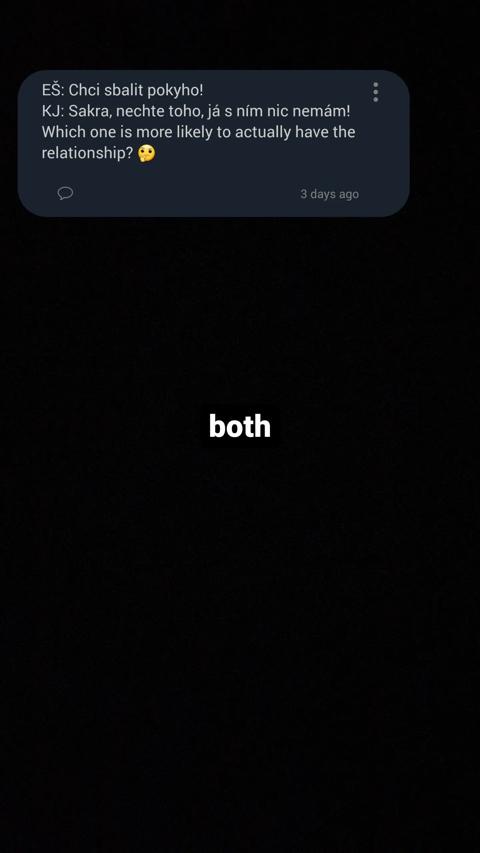 EŠ: Chci sbalit pokyho!
KJ: Sakra, nechte toho, já s ním nic nemám!
Which one is more likely to actually have the
relationship? 🤔
3 days ago
both